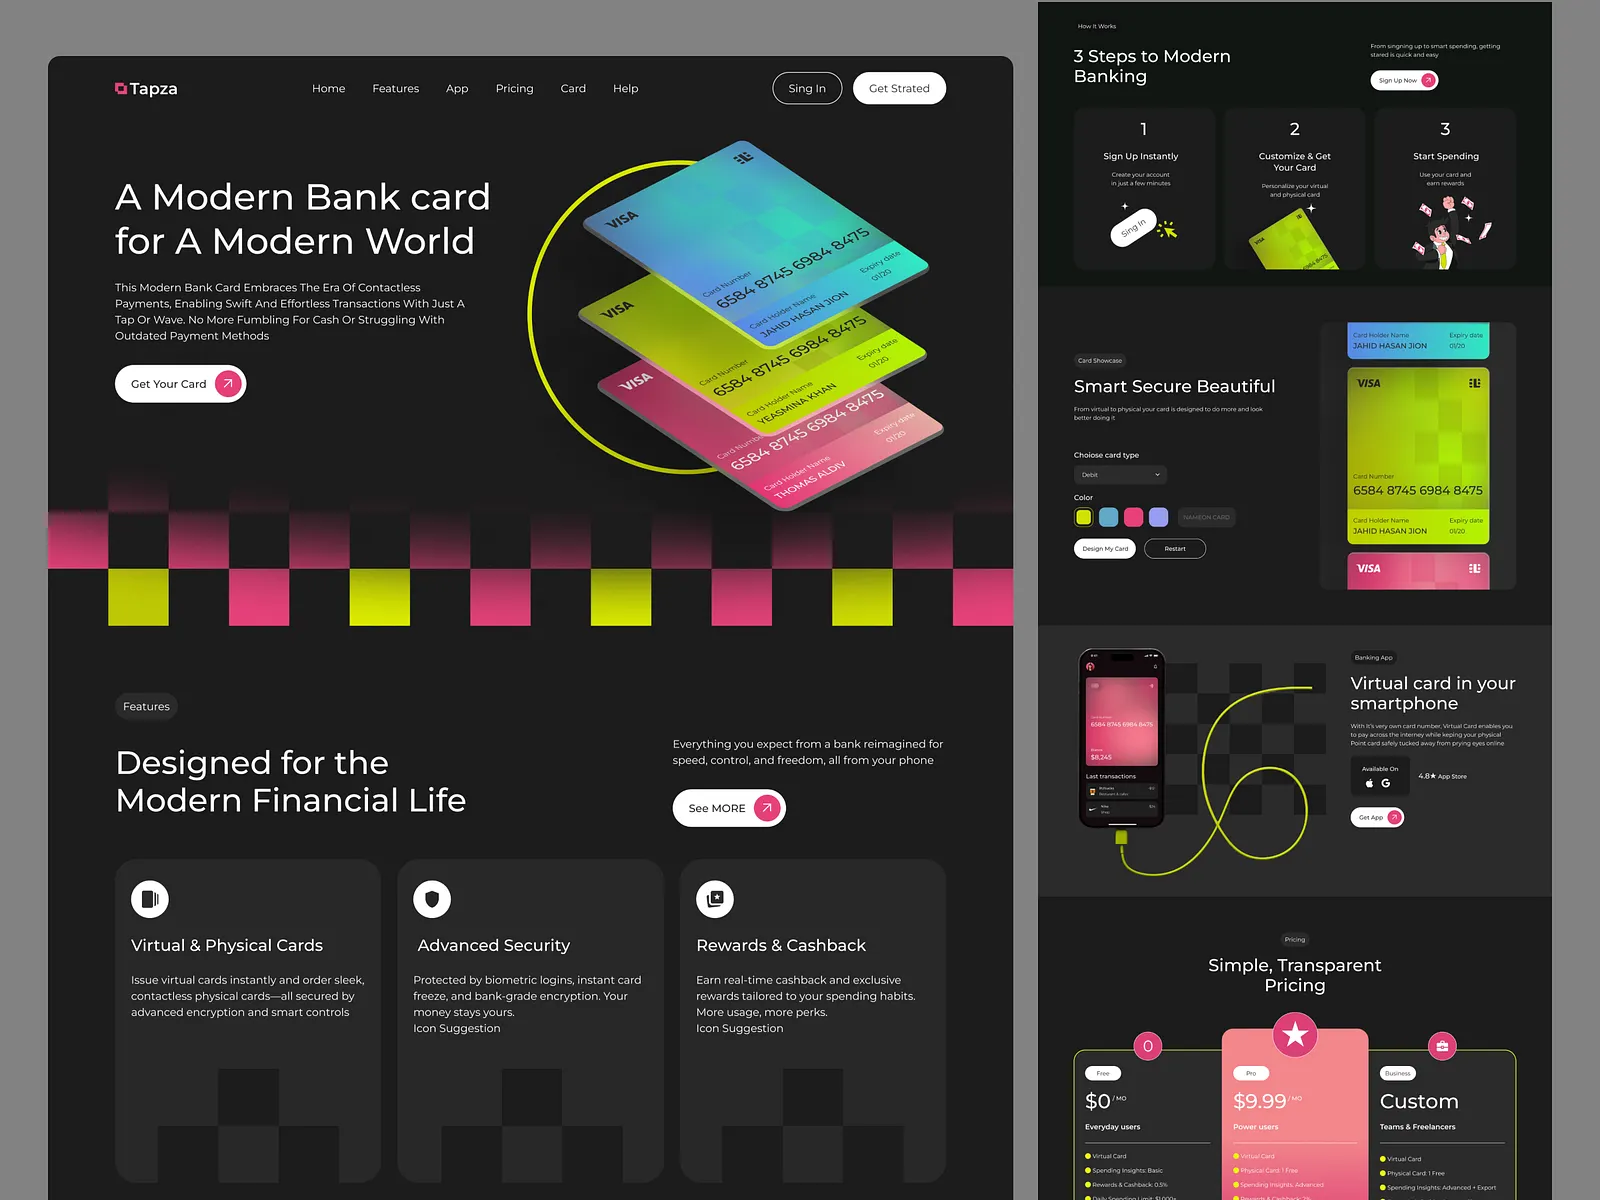 Tapza
Home
Features
App
Pricing
Card
Help
Sing In
Get Strated
A Modern Bank card
for A Modern World
This Modern Bank Card Embraces The Era Of Contactless
Payments, Enabling Swift And Effortless Transactions With Just A
Tap Or Wave. No More Fumbling For Cash Or Struggling With
Outdated Payment Methods
Get Your Card
VISA
Card Number
6584 8745 6984 8475
Card Holder Name
JAHID HASAN JION
Expiry date
01/20
VISA
Card Number
6584 8745 6984 8475
Card Holder Name
YEASMINA KHAN
Expiry date
01/20
VISA
Card Number
6584 8745 6984 8475
Card Holder Name
THOMAS ALDIV
Expiry date
01/20
Features
Designed for the
Modern Financial Life
Everything you expect from a bank reimagined for
speed, control, and freedom, all from your phone
See MORE
Virtual & Physical Cards
Issue virtual cards instantly and order sleek,
contactless physical cards—all secured by
advanced encryption and smart controls
Advanced Security
Protected by biometric logins, instant card
freeze, and bank-grade encryption. Your
money stays yours.
Icon Suggestion
Rewards & Cashback
Earn real-time cashback and exclusive
rewards tailored to your spending habits.
More usage, more perks.
Icon Suggestion
How It Works
3 Steps to Modern
Banking
From singning up to smart spending, getting
stared is quick and easy
Sign Up Now
1
Sign Up Instantly
Create your account
in just a few minutes
Sing In
2
Customize & Get
Your Card
Personalize your virtual
and physical card
VISA
3
Start Spending
Use your card and
earn rewards
Card Showcase
Smart Secure Beautiful
From virtual to physical your card is designed to do more and look
better doing it
Choiose card type
Debit
Color
NAMEON CARD
Design My Card
Restart
Card Holder Name
Expiry date
JAHID HASAN JION
01/20
VISA
Card Number
6584 8745 6984 8475
Card Holder Name
Expiry date
JAHID HASAN JION
01/20
VISA
6584 8745 6984 8475
$8,245
Last transactions
Banking App
Virtual card in your
smartphone
With It's very own card number, Virtual Card enables you
to pay across the interney while keping your physical
Point card safely tucked away from prying eyes online
Available On
4.8★ App Store
Get App
Pricing
Simple, Transparent
Pricing
0
Free
$0 / MO
Everyday users
Virtual Card
Spending Insights: Basic
Rewards & Cashback: 0.5%
Daily Spending Limit: $1,000+
Pro
$9.99 / MO
Power users
Virtual Card
Physical Card: 1 Free
Spending Insights: Advanced
Rewards & Cashback: 2%
Business
Custom
Teams & Freelancers
Virtual Card
Physical Card: 1 Free
Spending Insights: Advanced + Export